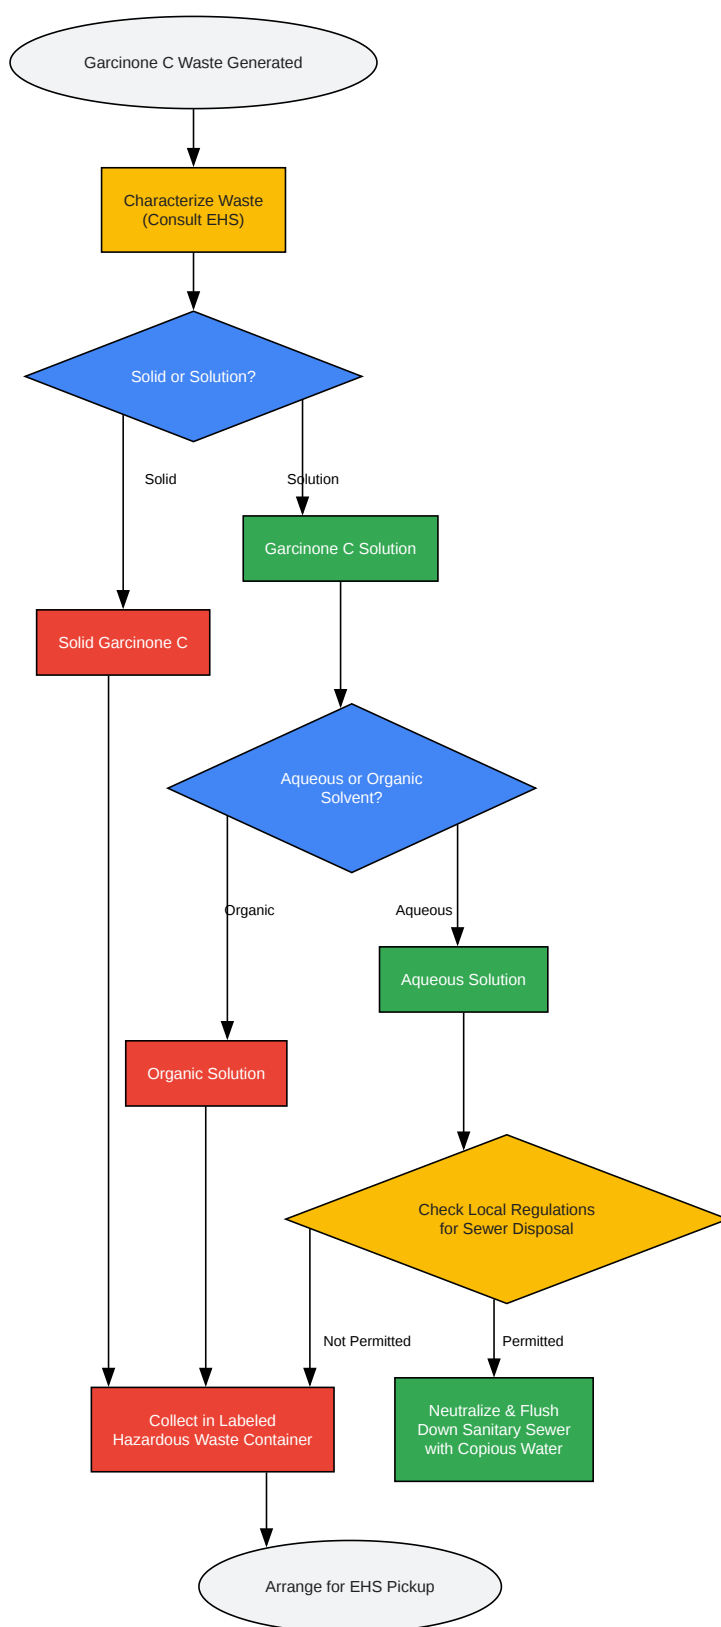 Garcinone C Waste Generated
Characterize Waste
(Consult EHS)
Solid or Solution?
Solid
Solution
Garcinone C Solution
Solid Garcinone C
Aqueous or Organic
Solvent?
Organic
Aqueous
Aqueous Solution
Organic Solution
Check Local Regulations
for Sewer Disposal
Not Permitted
Permitted
Collect in Labeled
Hazardous Waste Container
Neutralize & Flush
Down Sanitary Sewer
with Copious Water
Arrange for EHS Pickup